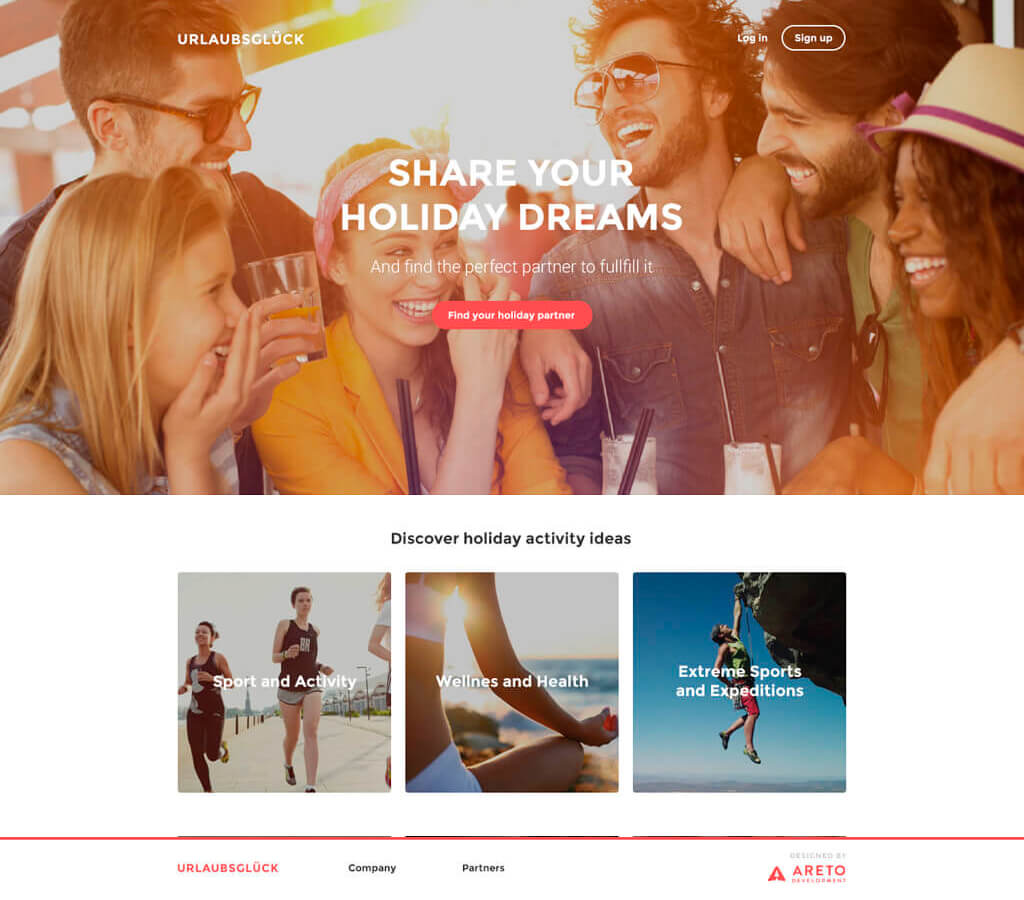 URLAUBSGLÜCK
Log in
Sign up
SHARE YOUR
HOLIDAY DREAMS
And find the perfect partner to fullfill it
Find your holiday partner
Discover holiday activity ideas
Sport and Activity
Wellnes and Health
Extreme Sports
and Expeditions
URLAUBSGLÜCK
Company
Partners
DESIGNED BY
ARETO
DEVELOPMENT